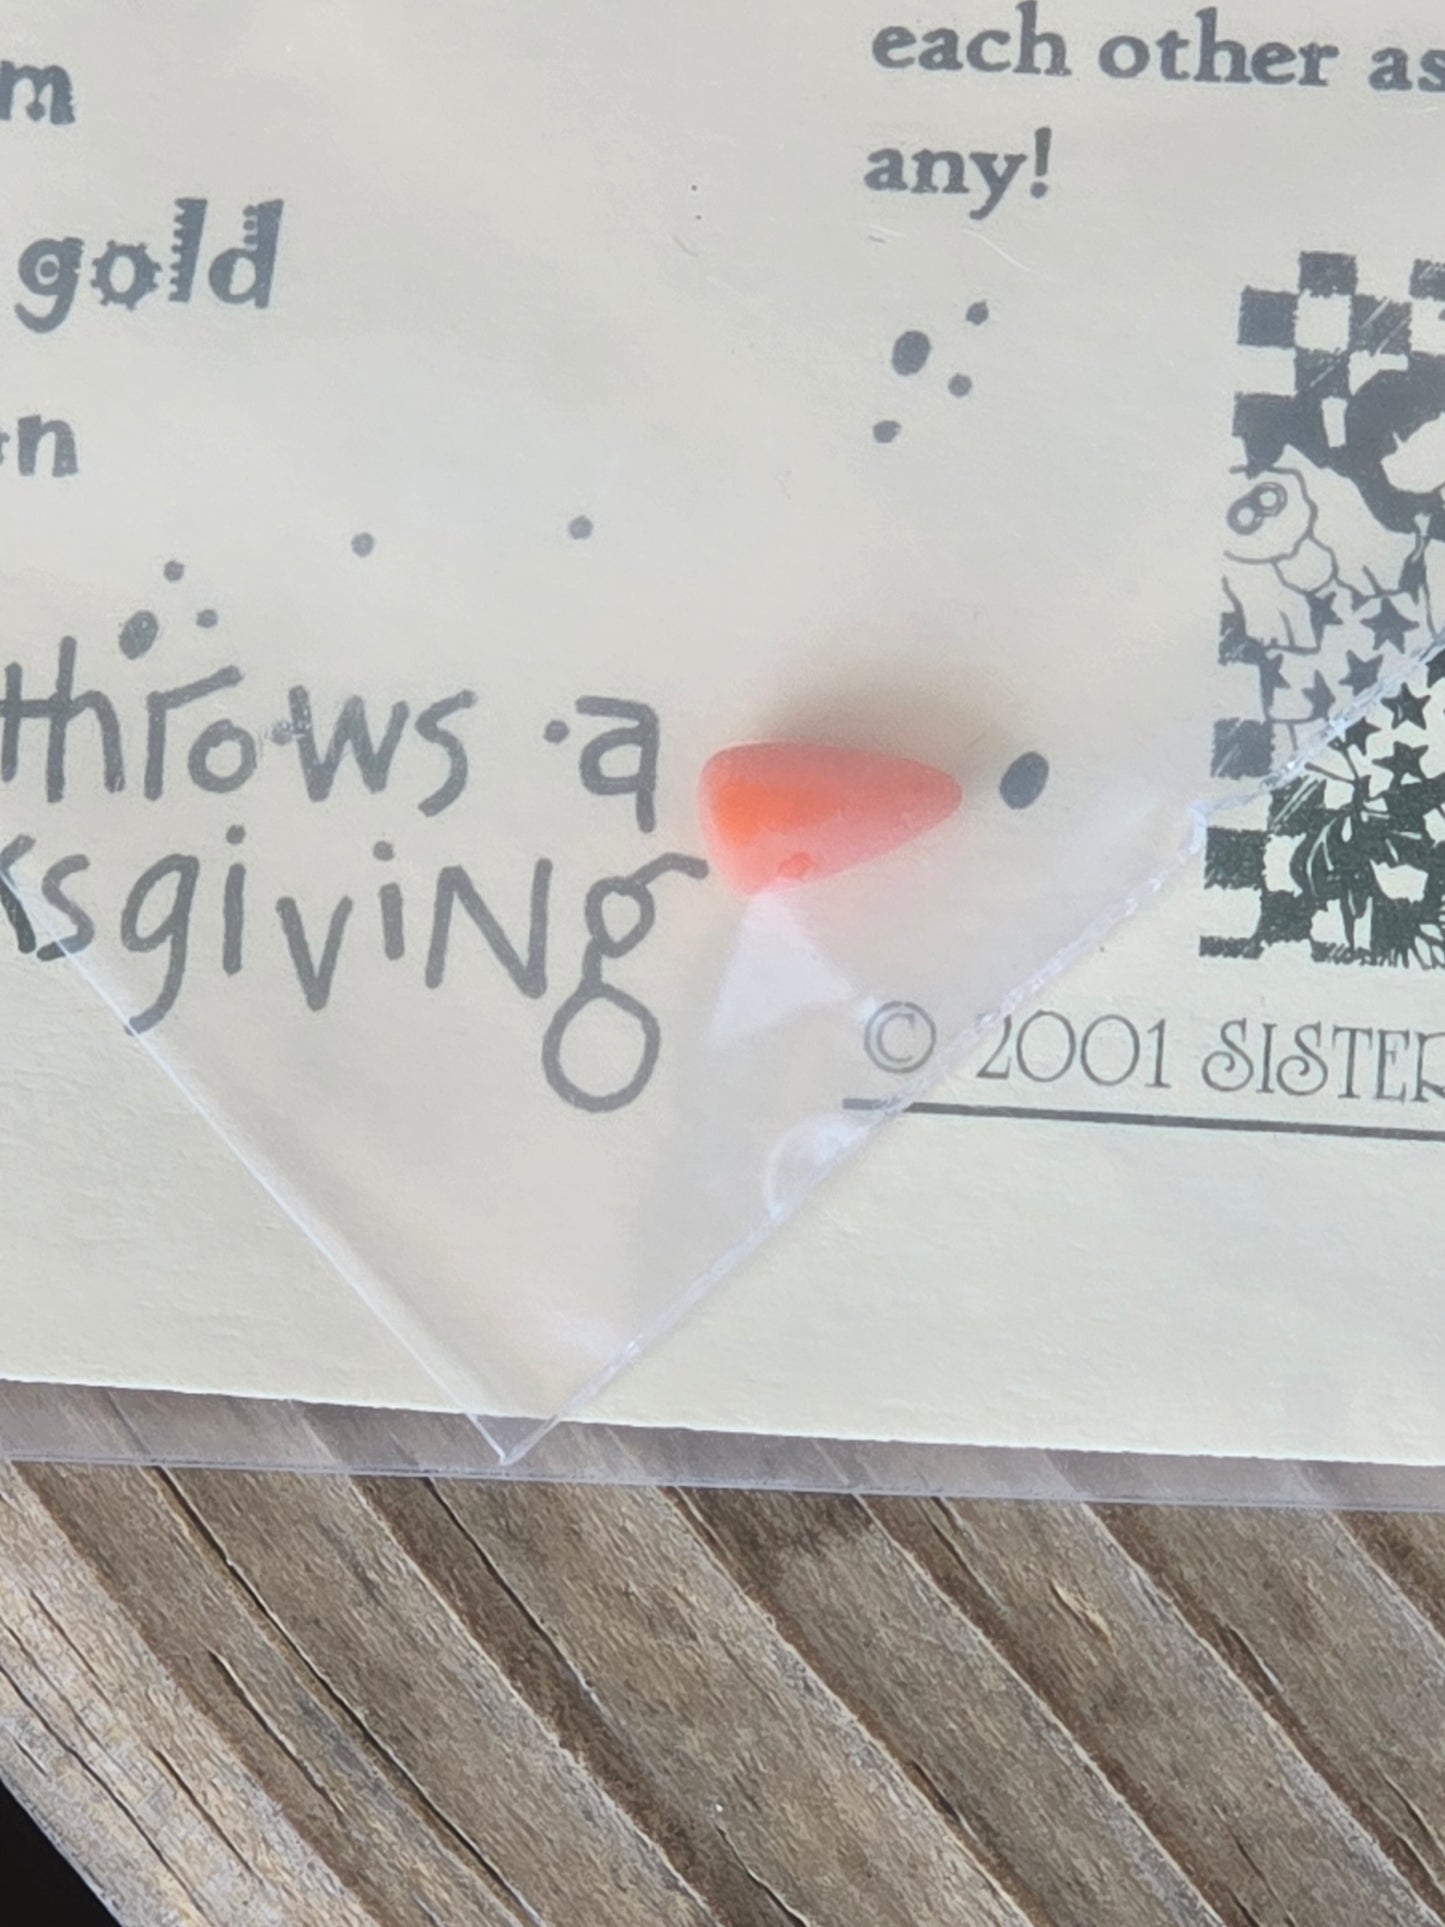 each other as
any!
m
gold
n
throws a
sgiving
© 2001 SISTER